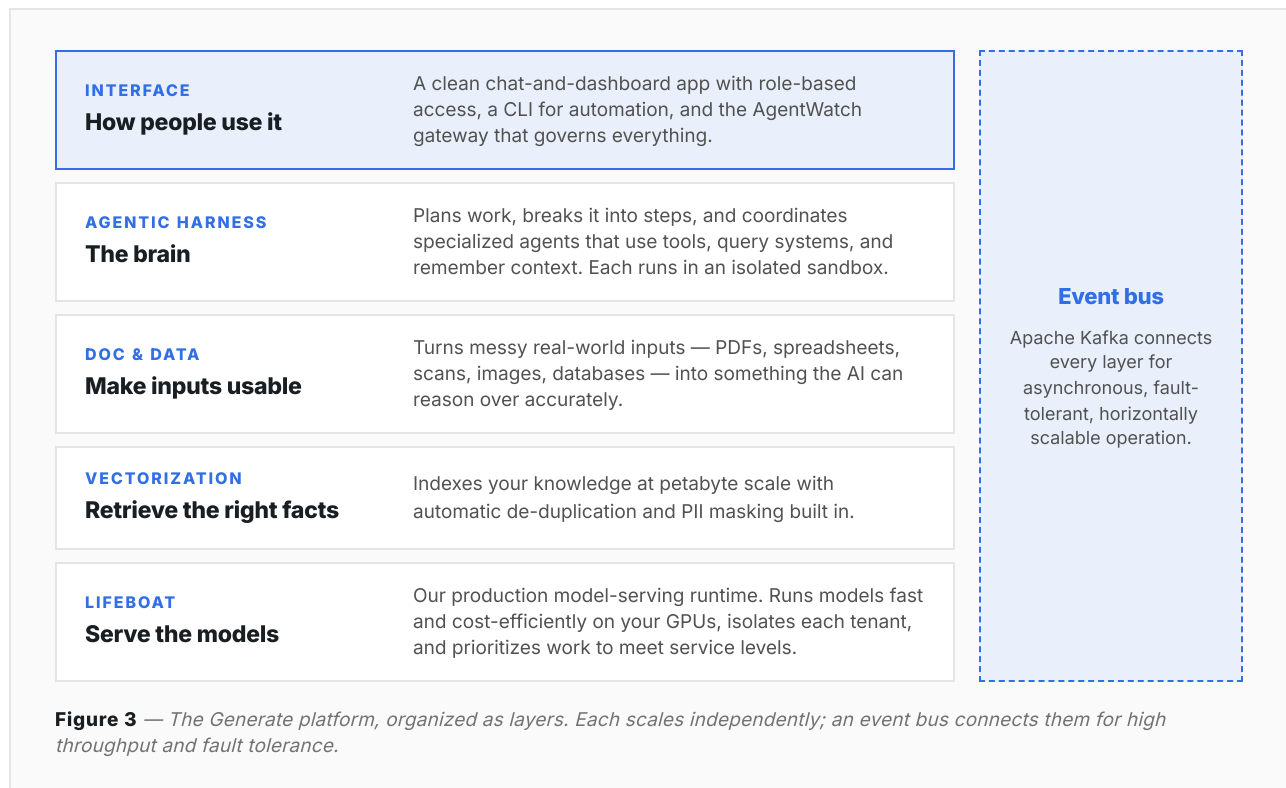 INTERFACE
How people use it
A clean chat-and-dashboard app with role-based
access, a CLI for automation, and the AgentWatch
gateway that governs everything.
AGENTIC HARNESS
The brain
Plans work, breaks it into steps, and coordinates
specialized agents that use tools, query systems, and
remember context. Each runs in an isolated sandbox.
DOC & DATA
Make inputs usable
Turns messy real-world inputs — PDFs, spreadsheets,
scans, images, databases — into something the AI can
reason over accurately.
VECTORIZATION
Retrieve the right facts
Indexes your knowledge at petabyte scale with
automatic de-duplication and PII masking built in.
LIFEBOAT
Serve the models
Our production model-serving runtime. Runs models fast
and cost-efficiently on your GPUs, isolates each tenant,
and prioritizes work to meet service levels.
Event bus
Apache Kafka connects
every layer for
asynchronous, fault-
tolerant, horizontally
scalable operation.
Figure 3 — The Generate platform, organized as layers. Each scales independently; an event bus connects them for high
throughput and fault tolerance.